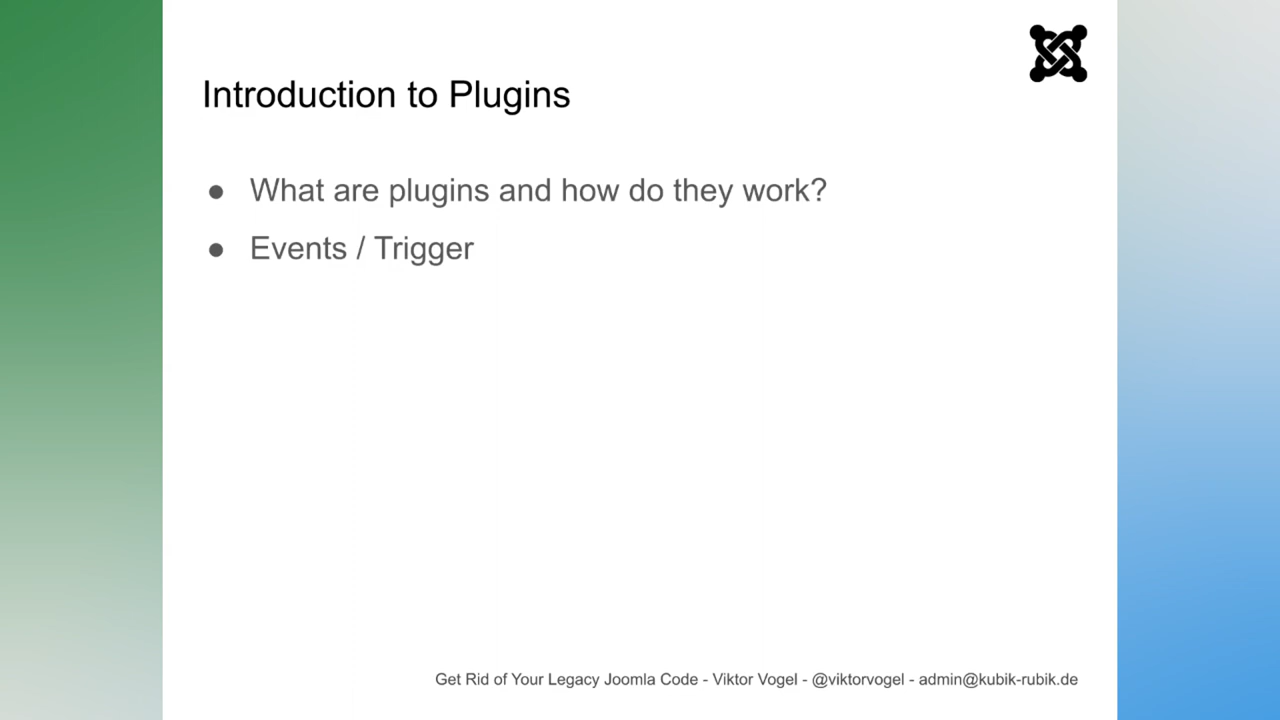 Introduction to Plugins
● What are plugins and how do they work?
● Events / Trigger
Get Rid of Your Legacy Joomla Code - Viktor Vogel - @viktorvogel - admin@kubik-rubik.de